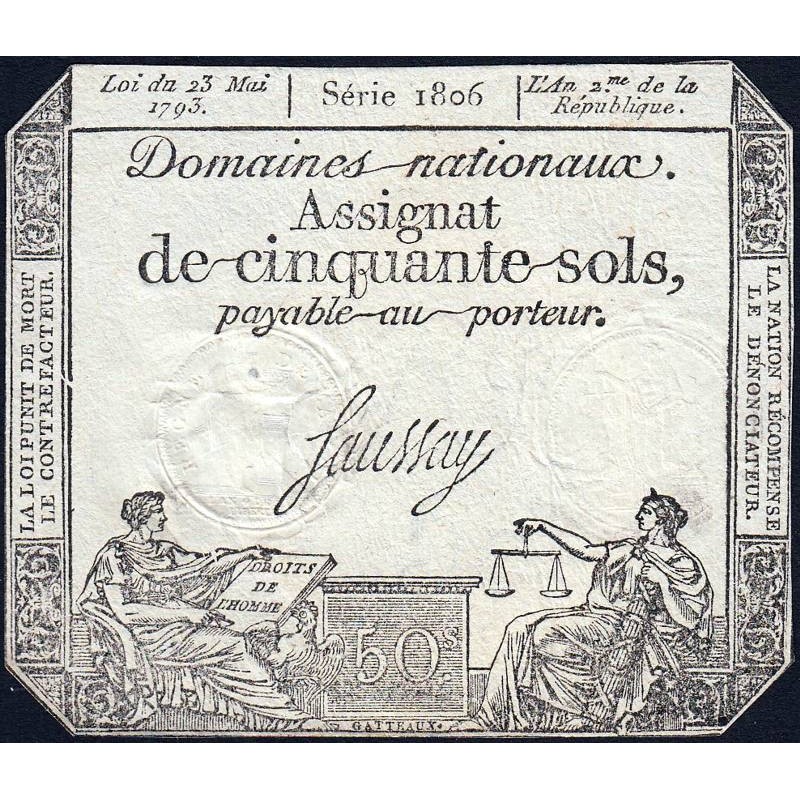 Loi du 23 Mai
1793.
Série 1806
L'An 2.me de la
République.
Domaines nationaux.
Assignat
de cinquante sols,
payable au porteur.
LA LOI PUNIT DE MORT
LE CONTREFACTEUR.
LA NATION RÉCOMPENSE
LE DÉNONCIATEUR.
Saussay
DROITS
DE
L'HOMME
50.s
GATTEAUX.